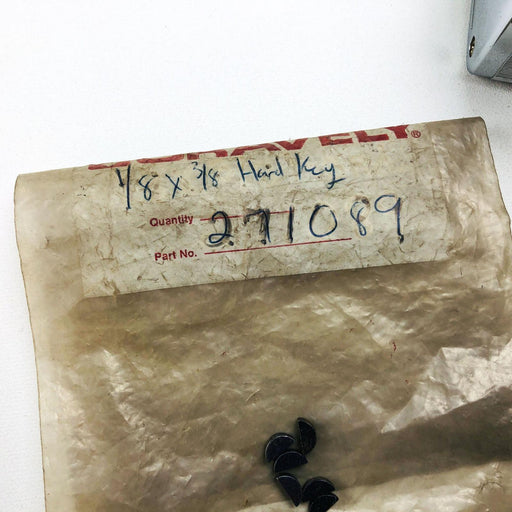 GRAVELY®
1/8 x 3/8 Hard Key
Quantity
271089
Part No.